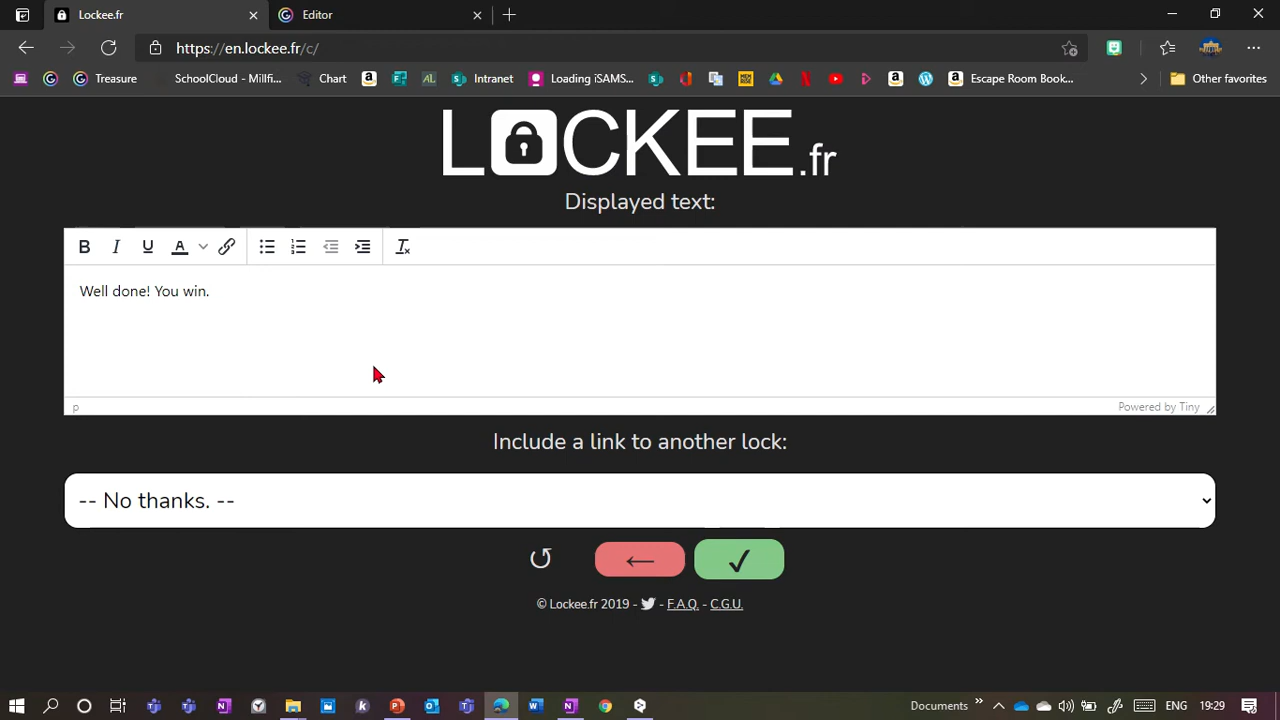 Lockee.fr
Editor
https://en.lockee.fr/c/
Treasure
SchoolCloud - Millfi...
Chart
AL
Intranet
Loading iSAMS...
Escape Room Book...
Other favorites
LOCKEE.fr
Displayed text:
B I U A
Well done! You win.
p
Powered by Tiny
Include a link to another lock:
-- No thanks. --
© Lockee.fr 2019 - - F.A.Q. - C.G.U.
Documents
ENG
19:29